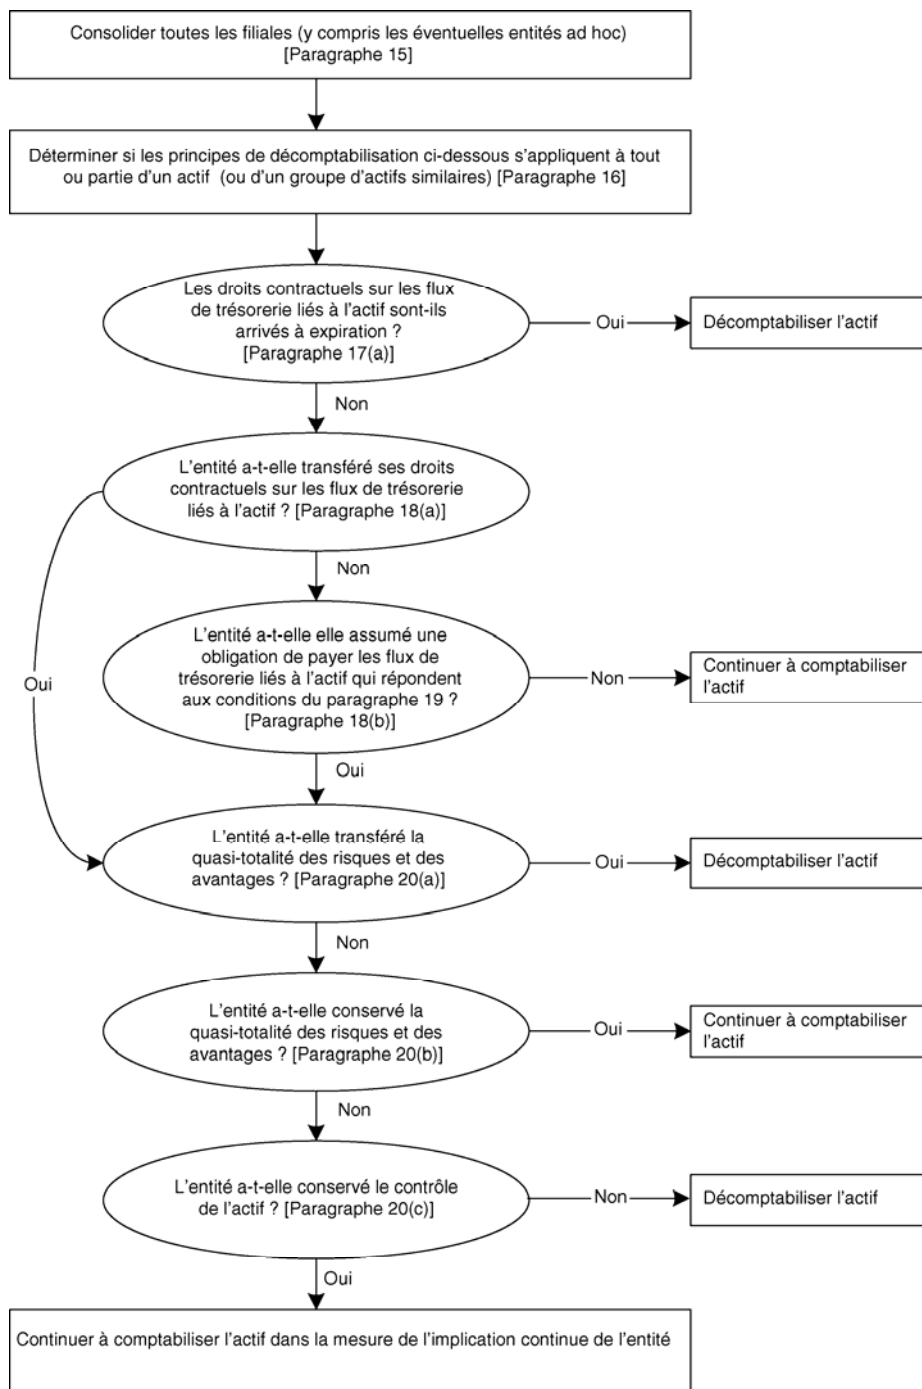 Consolider toutes les filiales (y compris les éventuelles entités ad hoc)
[Paragraphe 15]
Déterminer si les principes de décomptabilisation ci-dessous s'appliquent à tout
ou partie d'un actif (ou d'un groupe d'actifs similaires) [Paragraphe 16]
Les droits contractuels sur les flux
de trésorerie liés à l'actif sont-ils
arrivés à expiration ?
[Paragraphe 17(a)]
Oui
Décomptabiliser l'actif
Non
L'entité a-t-elle transféré ses droits
contractuels sur les flux de trésorerie
liés à l'actif ? [Paragraphe 18(a)]
Non
Oui
L'entité a-t-elle elle assumé une
obligation de payer les flux de
trésorerie liés à l'actif qui répondent
aux conditions du paragraphe 19 ?
[Paragraphe 18(b)]
Non
Continuer à comptabiliser
l'actif
Oui
L'entité a-t-elle transféré la
quasi-totalité des risques et des
avantages ? [Paragraphe 20(a)]
Oui
Décomptabiliser l'actif
Non
L'entité a-t-elle conservé la
quasi-totalité des risques et des
avantages ? [Paragraphe 20(b)]
Oui
Continuer à comptabiliser
l'actif
Non
L'entité a-t-elle conservé le contrôle
de l'actif ? [Paragraphe 20(c)]
Non
Décomptabiliser l'actif
Oui
Continuer à comptabiliser l'actif dans la mesure de l'implication continue de l'entité